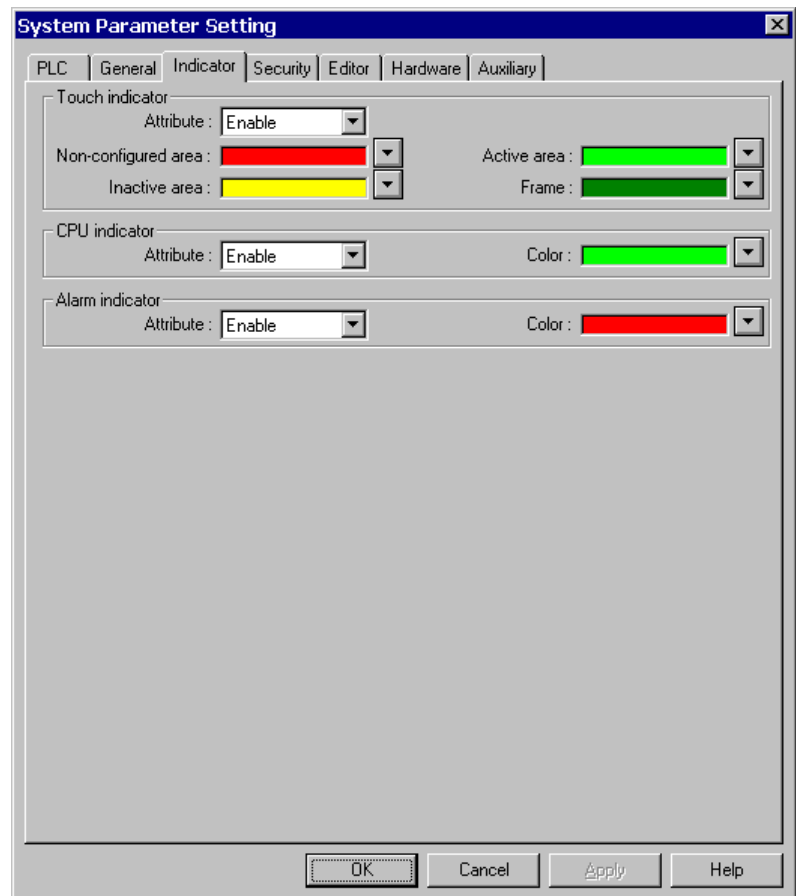 System Parameter Setting
PLC General Indicator Security Editor Hardware Auxiliary
Touch indicator
Attribute : Enable
Non-configured area : Active area :
Inactive area : Frame :
CPU indicator
Attribute : Enable Color :
Alarm indicator
Attribute : Enable Color :
OK Cancel Apply Help